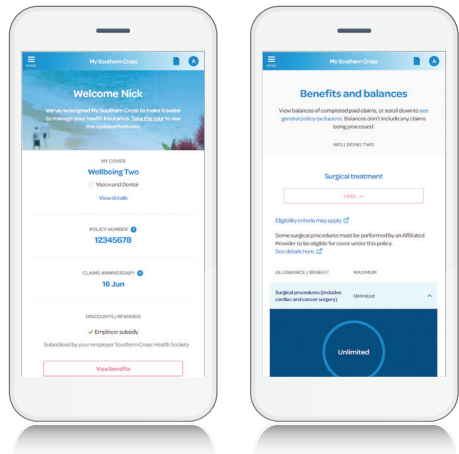 MENU
My Southern Cross
A
Welcome Nick
We've redesigned My Southern Cross to make it easier
to manage your health insurance. Take the tour to see
the updated features.
MY COVER
Wellbeing Two
Vision and Dental
View details
POLICY NUMBER ?
12345678
CLAIMS ANNIVERSARY ?
16 Jun
DISCOUNTS / REWARDS
Employer subsidy
Subsidised by your employer Southern Cross Health Society
View benefits
MENU
My Southern Cross
A
Benefits and balances
View balances of completed paid claims, or scroll down to see
general policy exclusions. Balances don't include any claims
being processed.
WELLBEING TWO
Surgical treatment
Hide
Eligibility criteria may apply.
Some surgical procedures must be performed by an Affiliated
Provider to be eligible for cover under this policy.
See details here.
ALLOWANCE / BENEFIT MAXIMUM
Surgical procedures (includes
cardiac and cancer surgery) Unlimited
Unlimited